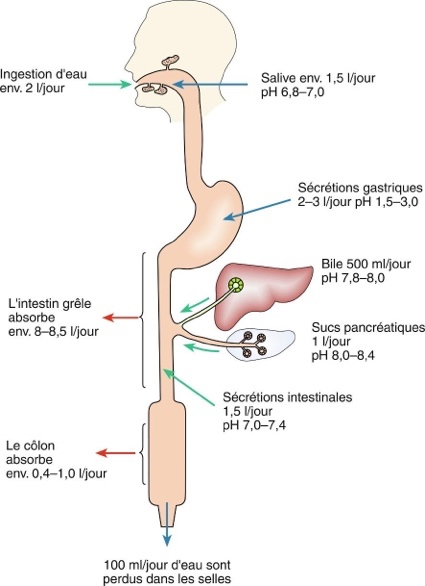 Ingestion d'eau
env. 2 l/jour
Salive env. 1,5 l/jour
pH 6,8–7,0
Sécrétions gastriques
2–3 l/jour pH 1,5–3,0
Bile 500 ml/jour
pH 7,8–8,0
L'intestin grêle
absorbe
env. 8–8,5 l/jour
Sucs pancréatiques
1 l/jour
pH 8,0–8,4
Sécrétions intestinales
1,5 l/jour
pH 7,0–7,4
Le côlon
absorbe
env. 0,4–1,0 l/jour
100 ml/jour d'eau sont
perdus dans les selles